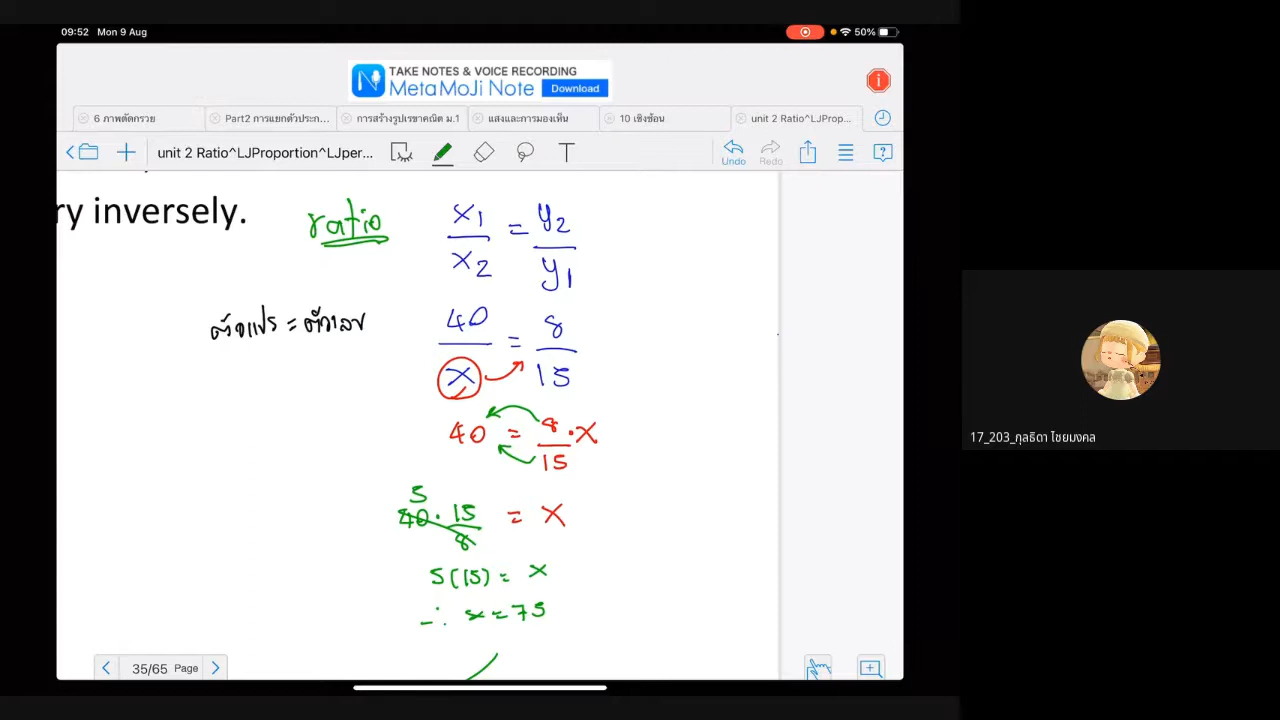 09:52 Mon 9 Aug
50%
TAKE NOTES & VOICE RECORDING
MetaMoJi Note Download
6 ภาพตัดกรวย
Part2 การแยกตัวประก...
การสร้างรูปเรขาคณิต ม.1
แสงและการมองเห็น
10 เชิงซ้อน
unit 2 Ratio^LJPropo...
unit 2 Ratio^LJProportion^LJper...
T
Undo
Redo
ry inversely.
ratio
x₁/x₂ = y₂/y₁
ตัวแปร = ตัวเลข
40/x = 8/15
40 = 8/15 · x
5
40 · 15/8 = x
5(15) = x
∴ x = 75
35/65 Page
17_203_กุลธิดา ไชยมงคล